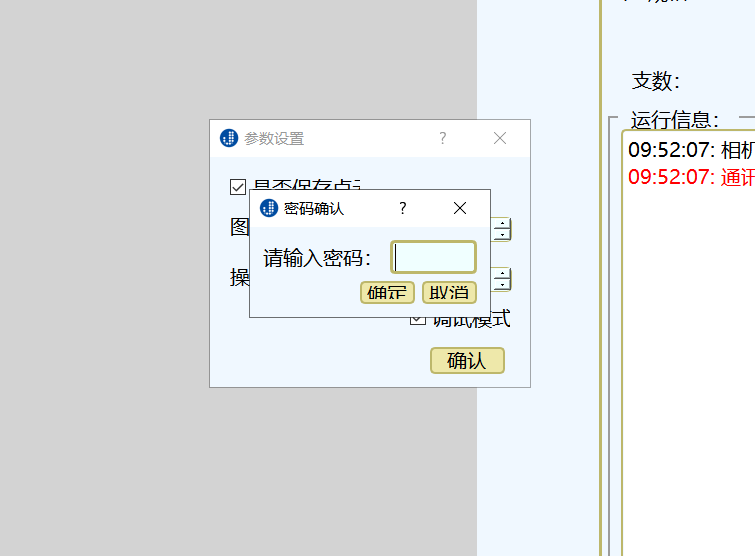 支数:
参数设置
?
运行信息:
09:52:07: 相机
09:52:07: 通讯
是否保存点云
密码确认
?
图
请输入密码:
操
确定
取消
调试模式
确认